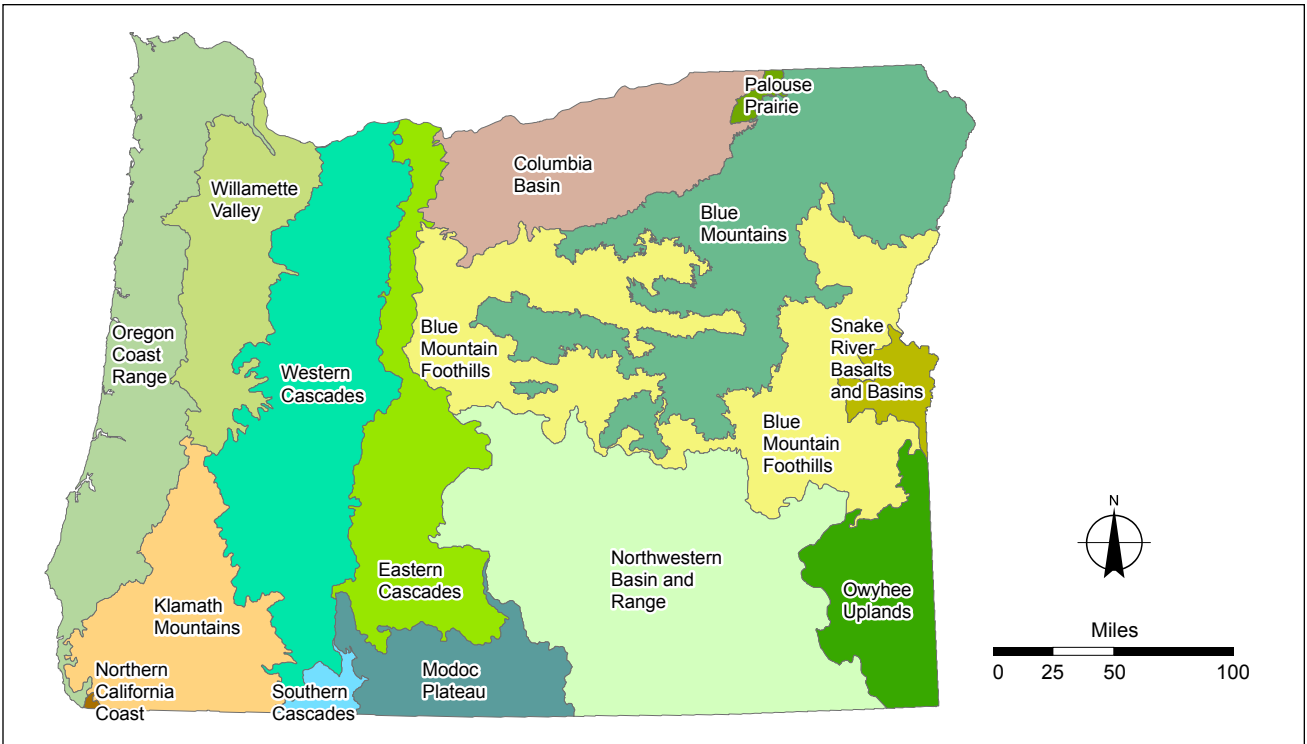 Palouse
Prairie
Columbia
Basin
Willamette
Valley
Blue
Mountains
Oregon
Coast
Range
Blue
Mountain
Foothills
Snake
River
Basalts
and Basins
Western
Cascades
Blue
Mountain
Foothills
N
Northwestern
Basin and
Range
Eastern
Cascades
Owyhee
Uplands
Klamath
Mountains
Miles
0 25 50 100
Northern
California
Coast
Southern
Cascades
Modoc
Plateau